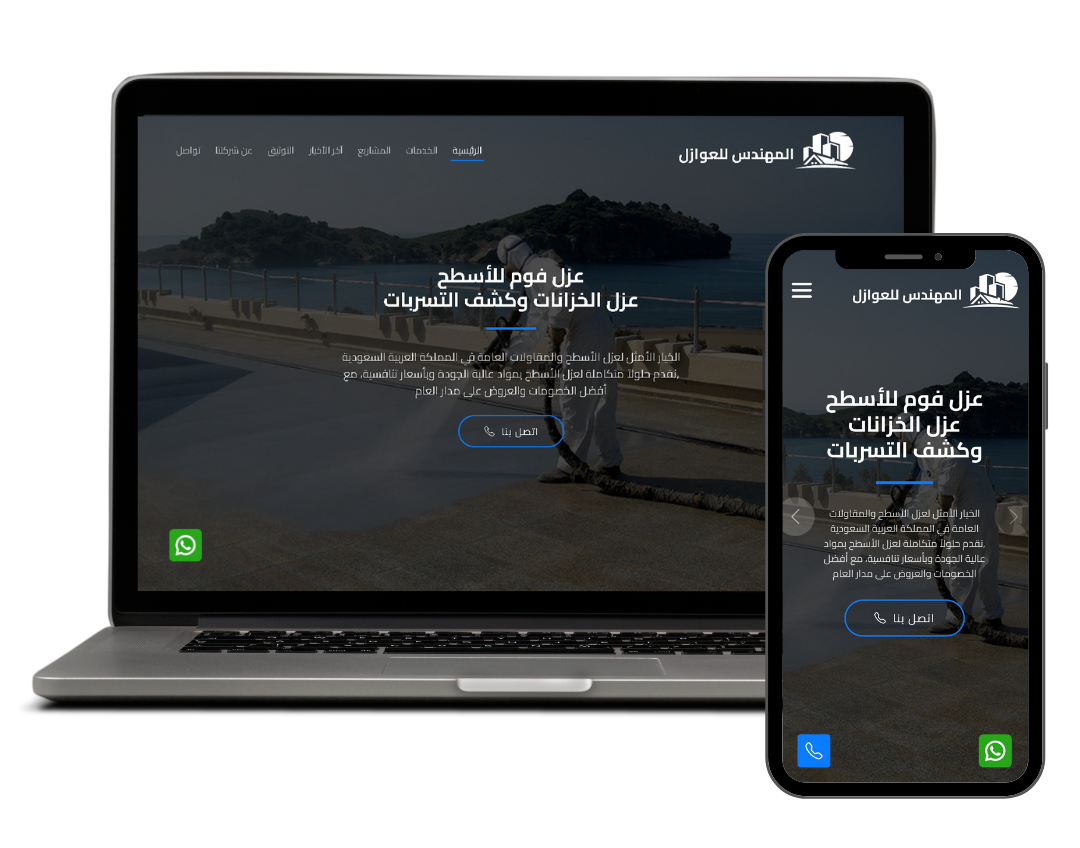 المهندس للعوازل
الرئيسية الخدمات المشاريع آخر الأخبار التوثيق عن شركتنا تواصل
عزل فوم للأسطح
عزل الخزانات وكشف التسربات
الخيار الأمثل لعزل الأسطح والمقاولات العامة في المملكة العربية السعودية
,نقدم حلولاً متكاملة لعزل الأسطح بمواد عالية الجودة وبأسعار تنافسية، مع
أفضل الخصومات والعروض على مدار العام
اتصل بنا
المهندس للعوازل
عزل فوم للأسطح
عزل الخزانات
وكشف التسربات
الخيار الأمثل لعزل الأسطح والمقاولات
العامة في المملكة العربية السعودية
,نقدم حلولاً متكاملة لعزل الأسطح بمواد
عالية الجودة وبأسعار تنافسية، مع أفضل
الخصومات والعروض على مدار العام
اتصل بنا